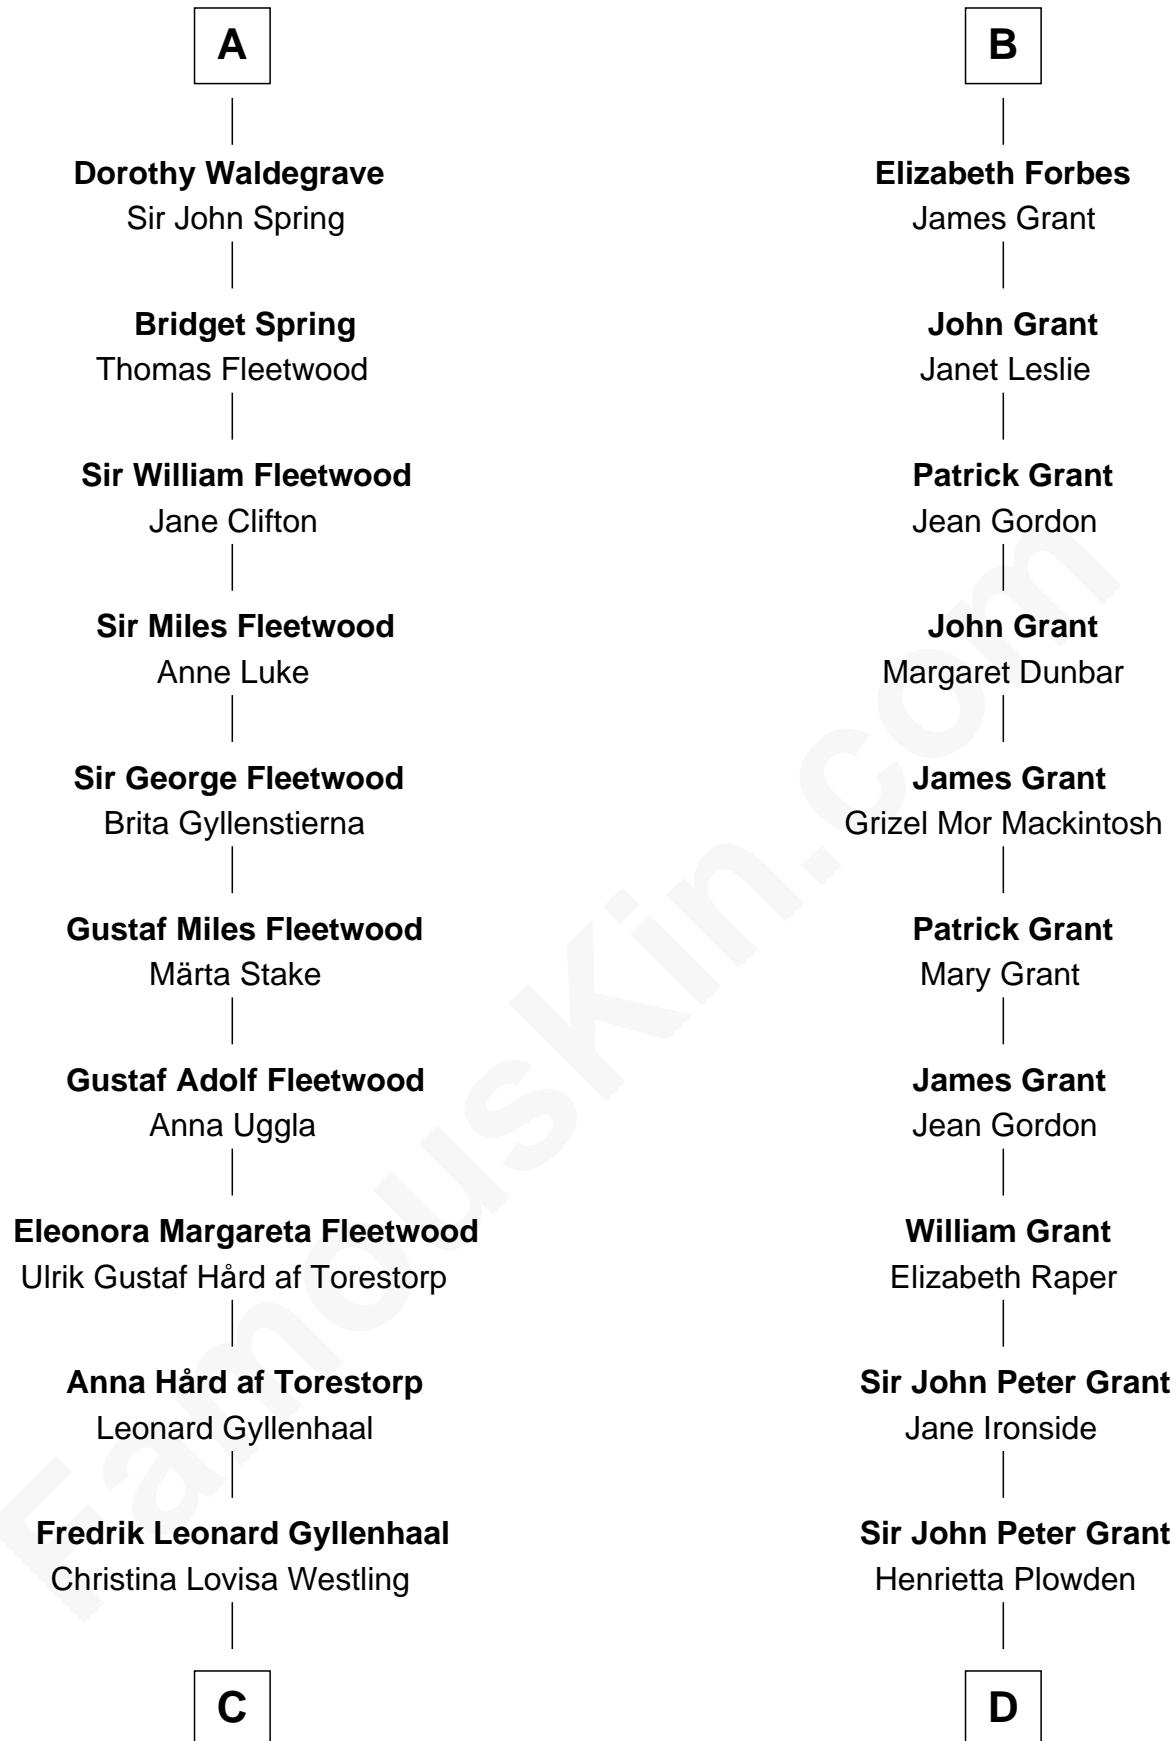 A
Dorothy Waldegrave
Sir John Spring
Bridget Spring
Thomas Fleetwood
Sir William Fleetwood
Jane Clifton
Sir Miles Fleetwood
Anne Luke
Sir George Fleetwood
Brita Gyllenstierna
Gustaf Miles Fleetwood
Märta Stake
Gustaf Adolf Fleetwood
Anna Uggla
Eleonora Margareta Fleetwood
Ulrik Gustaf Hård af Torestorp
Anna Hård af Torestorp
Leonard Gyllenhaal
Fredrik Leonard Gyllenhaal
Christina Lovisa Westling
C
B
Elizabeth Forbes
James Grant
John Grant
Janet Leslie
Patrick Grant
Jean Gordon
John Grant
Margaret Dunbar
James Grant
Grizel Mor Mackintosh
Patrick Grant
Mary Grant
James Grant
Jean Gordon
William Grant
Elizabeth Raper
Sir John Peter Grant
Jane Ironside
Sir John Peter Grant
Henrietta Plowden
D
FamousKin.com